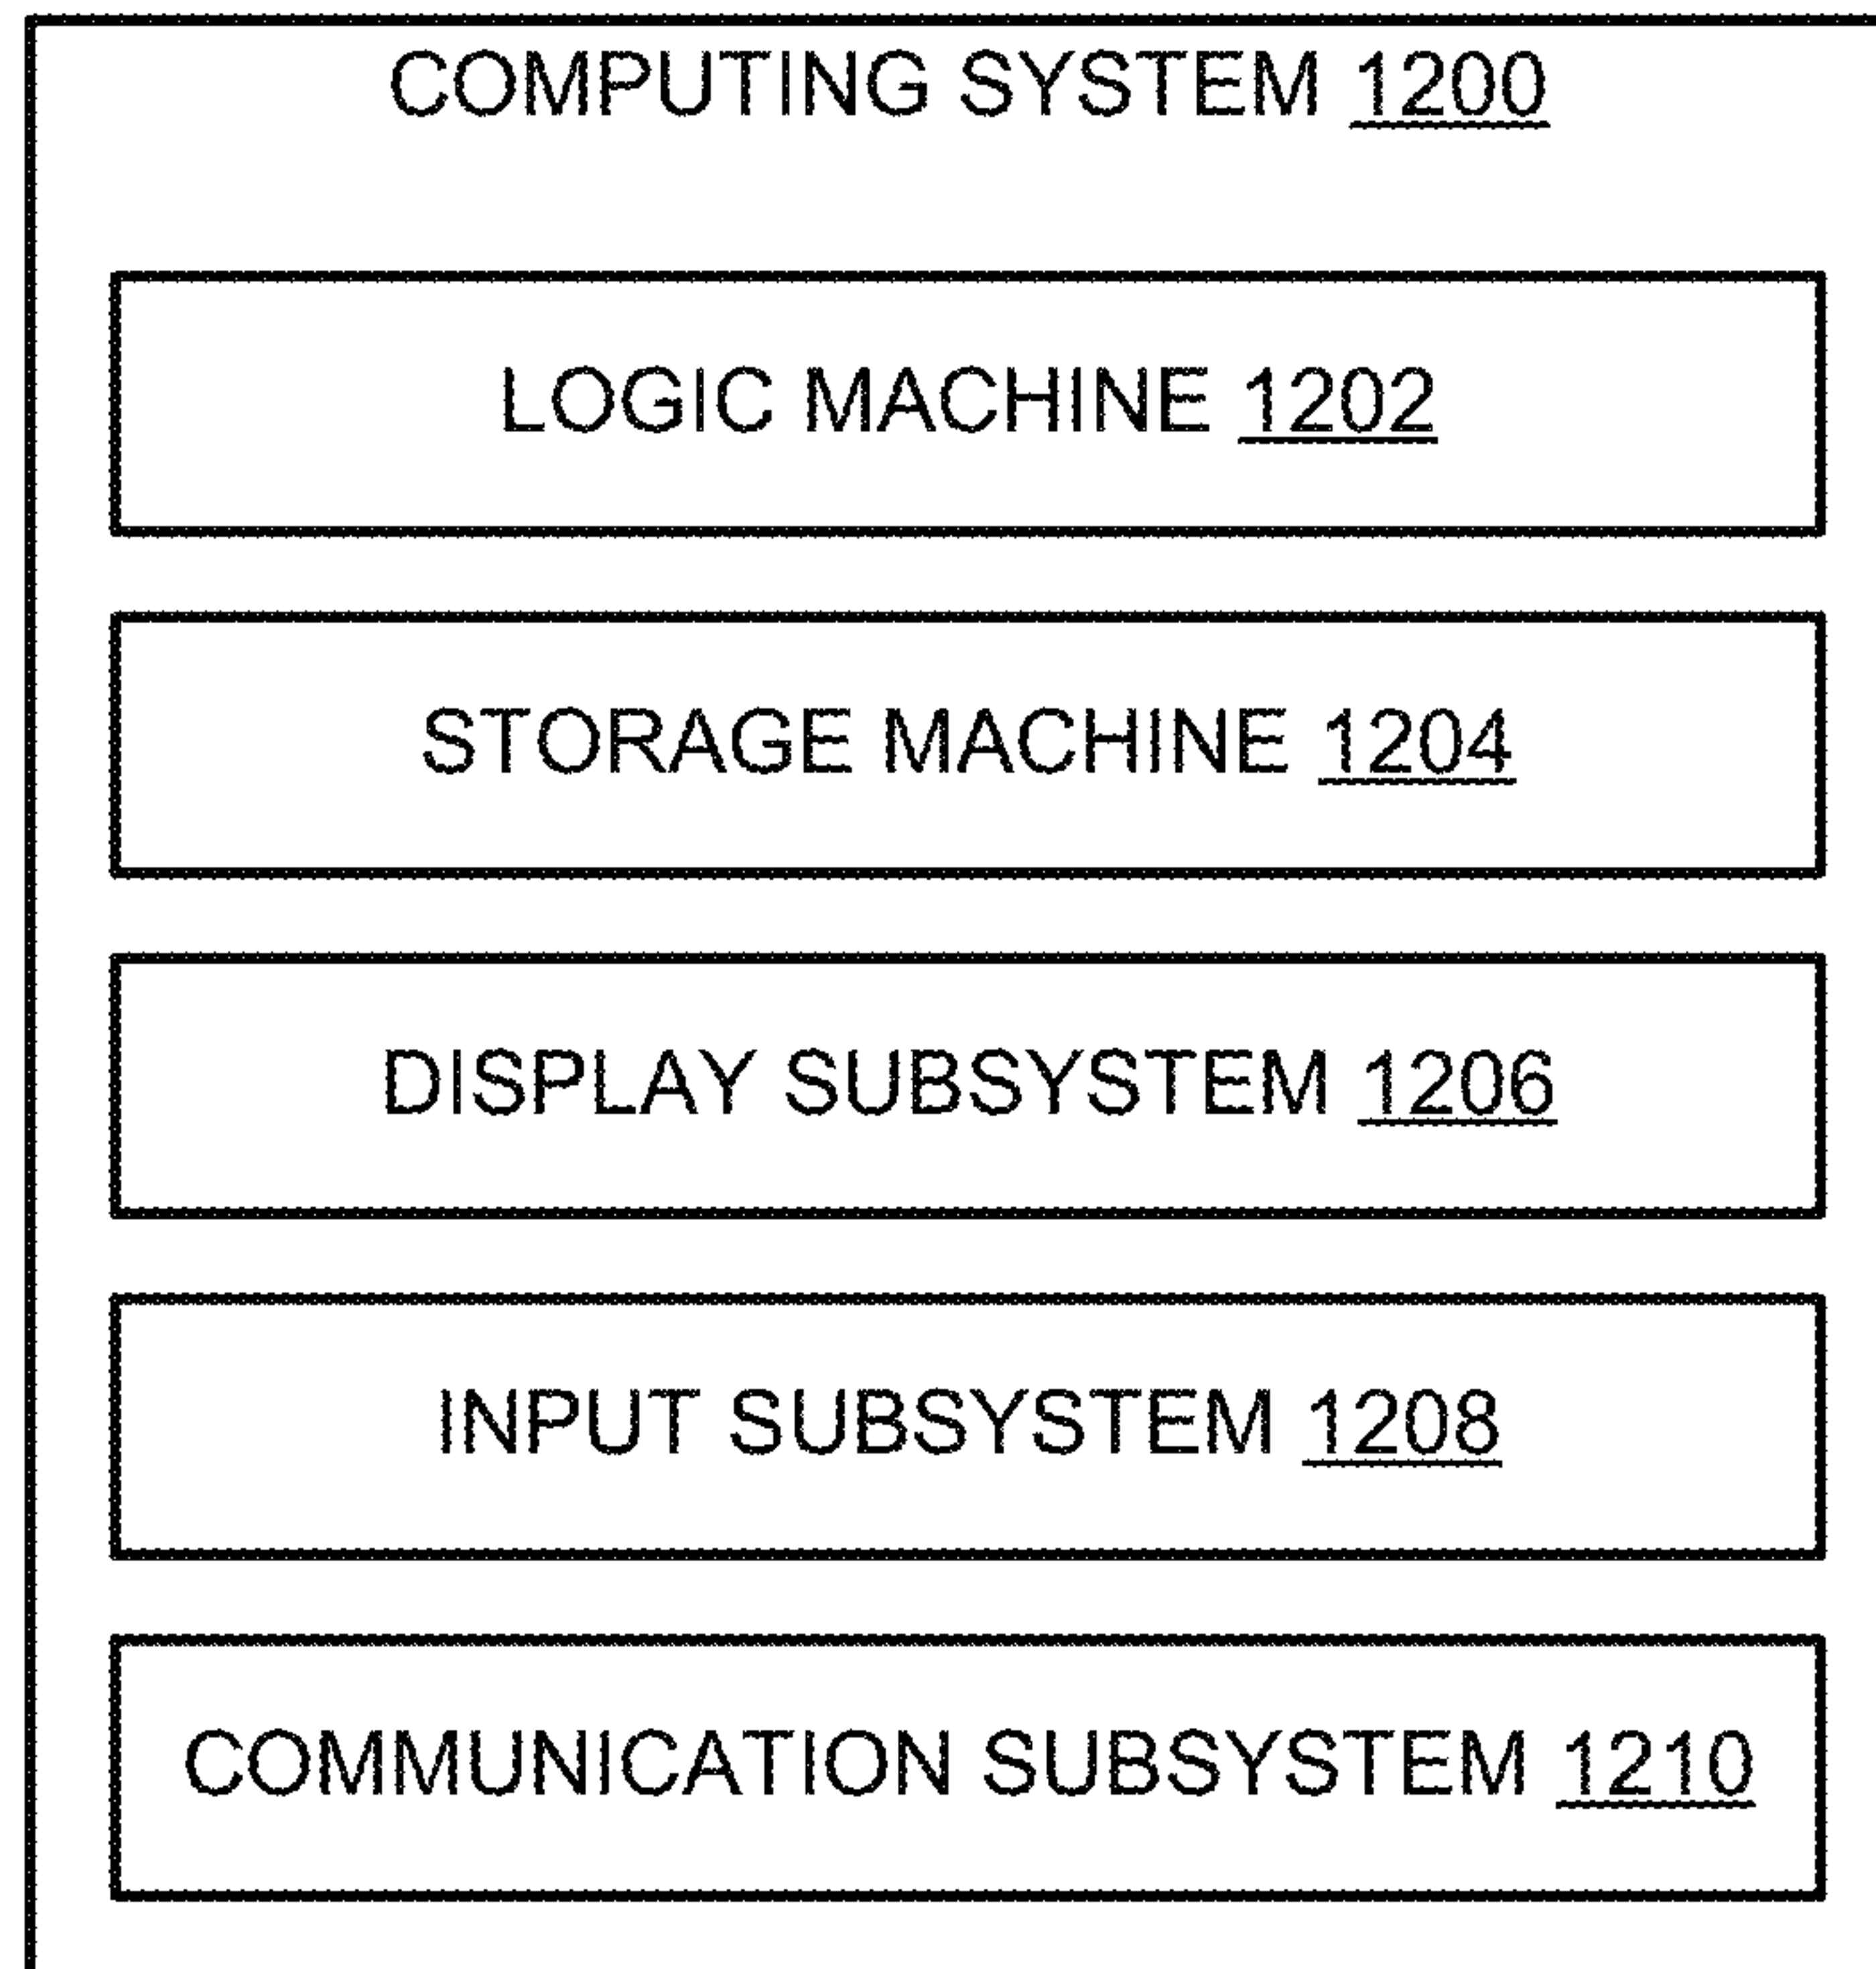 COMPUTING SYSTEM 1200
LOGIC MACHINE 1202
STORAGE MACHINE 1204
DISPLAY SUBSYSTEM 1206
INPUT SUBSYSTEM 1208
COMMUNICATION SUBSYSTEM 1210